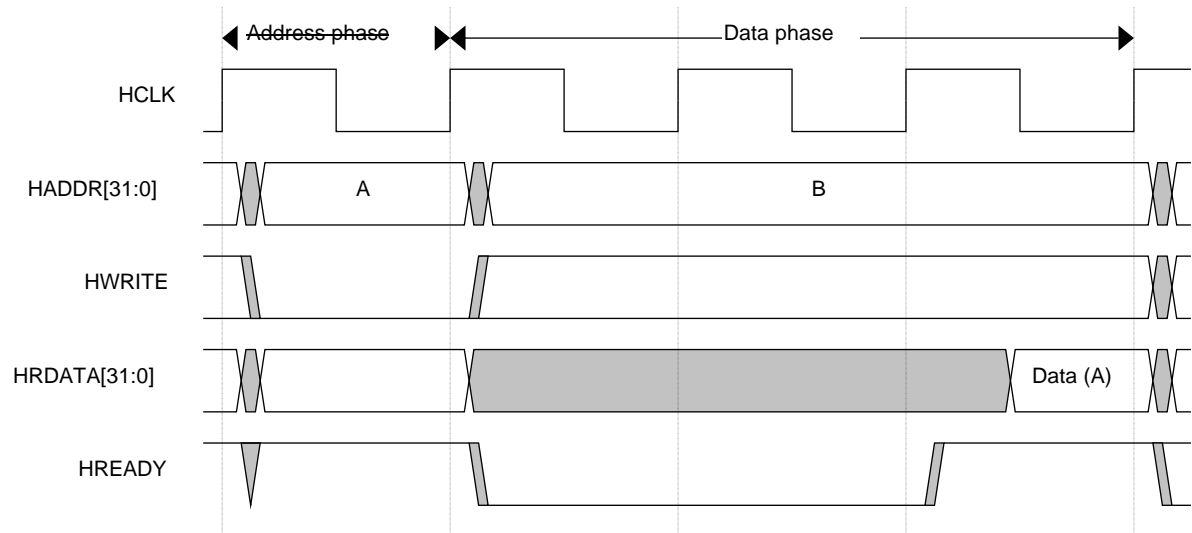 Address phase
Data phase
HCLK
HADDR[31:0]
A
B
HWRITE
HRDATA[31:0]
Data (A)
HREADY